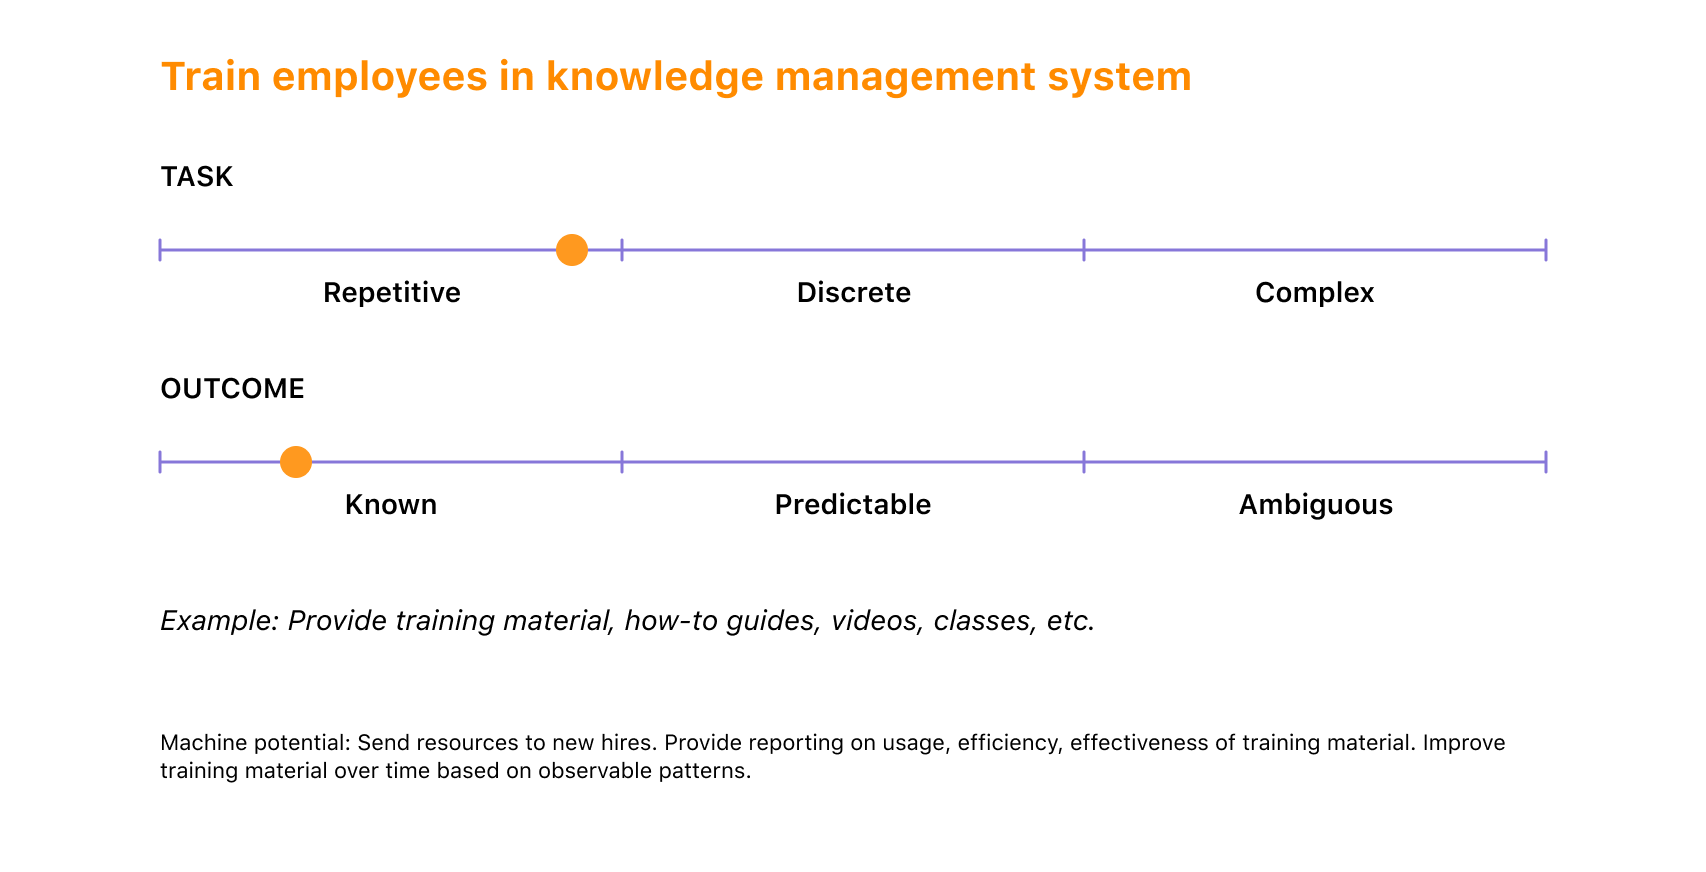 Train employees in knowledge management system
TASK
Repetitive
Discrete
Complex
OUTCOME
Known
Predictable
Ambiguous
Example: Provide training material, how-to guides, videos, classes, etc.
Machine potential: Send resources to new hires. Provide reporting on usage, efficiency, effectiveness of training material. Improve
training material over time based on observable patterns.